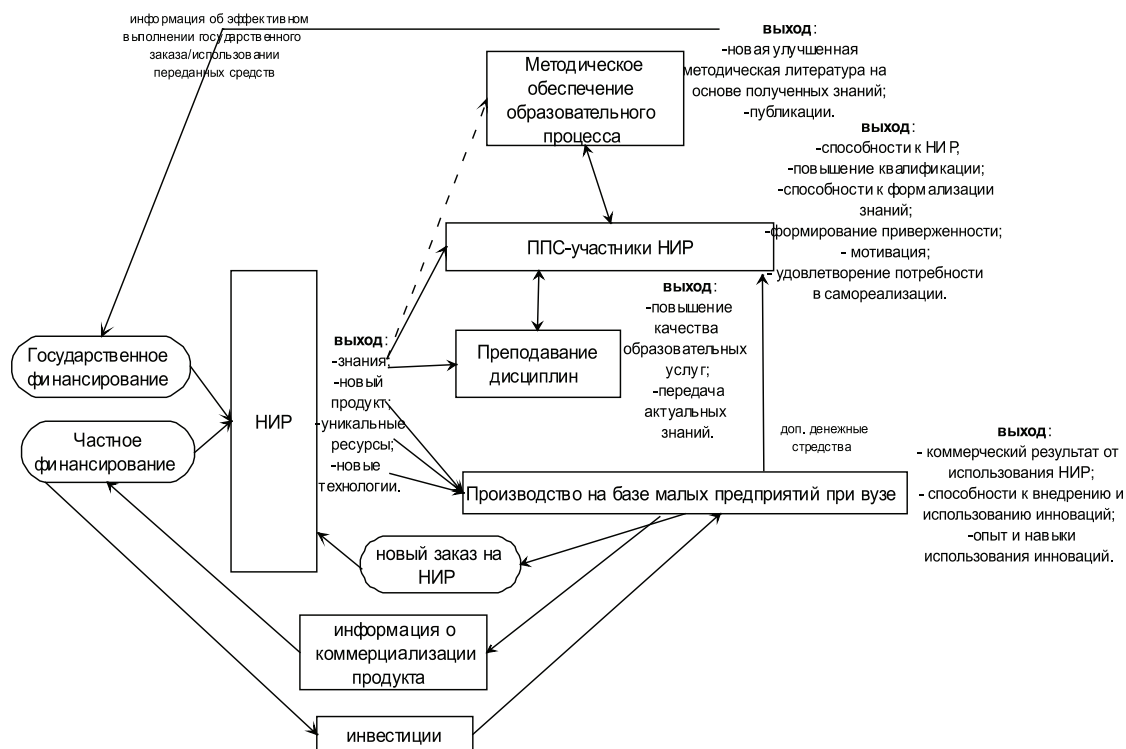 информация об эффективном
выполнении государственного
заказа/использовании
переданных средств
выход:
-новая улучшенная
методическая литература на
основе полученных знаний;
-публикации.
Методическое
обеспечение
образовательного
процесса
выход:
-способности к НИР;
-повышение квалификации;
-способности к формализации
знаний;
-формирование приверженности;
- мотивация;
- удовлетворение потребности
в самореализации.
ППС-участники НИР
выход:
-повышение
качества
образовательных
услуг;
-передача
актуальных
знаний.
Преподавание
дисциплин
Государственное
финансирование
Частное
финансирование
НИР
выход:
-знания;
-новый
продукт;
-уникальные
ресурсы;
-новые
технологии.
доп. денежные
стредства
выход:
- коммерческий результат от
использования НИР;
- способности к внедрению и
использованию инноваций;
-опыт и навыки
использования инноваций.
Производство на базе малых предприятий при вузе
новый заказ на
НИР
информация о
коммерциализации
продукта
инвестиции